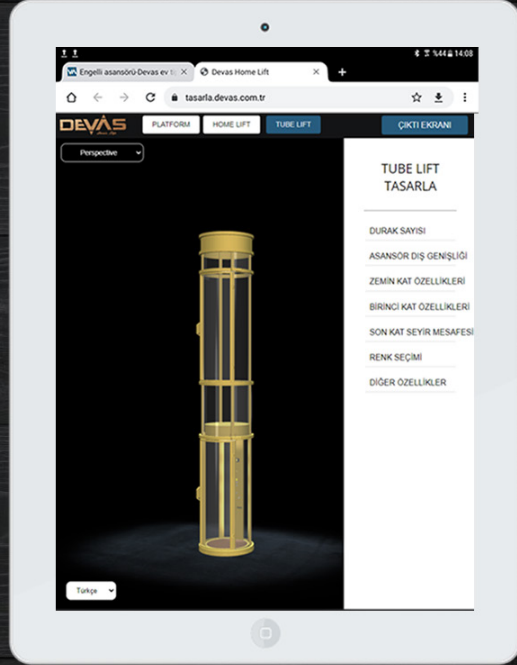 %44 14:08
Engelli asansörü-Devas ev ti
Devas Home Lift
tasarla.devas.com.tr
DEVAS
PLATFORM
HOME LIFT
TUBE LIFT
ÇIKTI EKRANI
Perspective
TUBE LIFT
TASARLA
DURAK SAYISI
ASANSÖR DIŞ GENİŞLİĞİ
ZEMİN KAT ÖZELLİKLERİ
BİRİNCİ KAT ÖZELLİKLERİ
SON KAT SEYİR MESAFESİ
RENK SEÇİMİ
DİĞER ÖZELLİKLER
Türkçe